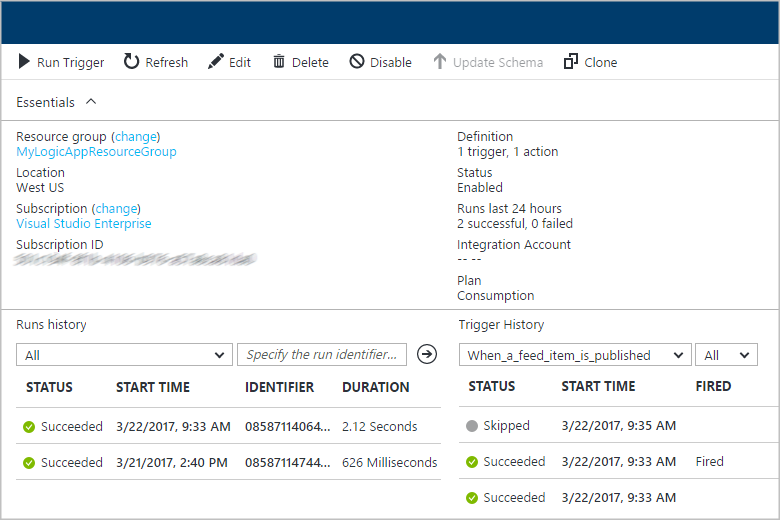 Run Trigger Refresh Edit Delete Disable Update Schema Clone
Essentials
Resource group (change)
MyLogicAppResourceGroup
Location
West US
Subscription (change)
Visual Studio Enterprise
Subscription ID
Definition
1 trigger, 1 action
Status
Enabled
Runs last 24 hours
2 successful, 0 failed
Integration Account
-- --
Plan
Consumption
Runs history
All Specify the run identifier...
STATUS START TIME IDENTIFIER DURATION
Succeeded 3/22/2017, 9:33 AM 08587114064... 2.12 Seconds
Succeeded 3/21/2017, 2:40 PM 08587114744... 626 Milliseconds
Trigger History
When_a_feed_item_is_published All
STATUS START TIME FIRED
Skipped 3/22/2017, 9:35 AM
Succeeded 3/22/2017, 9:33 AM Fired
Succeeded 3/22/2017, 9:33 AM